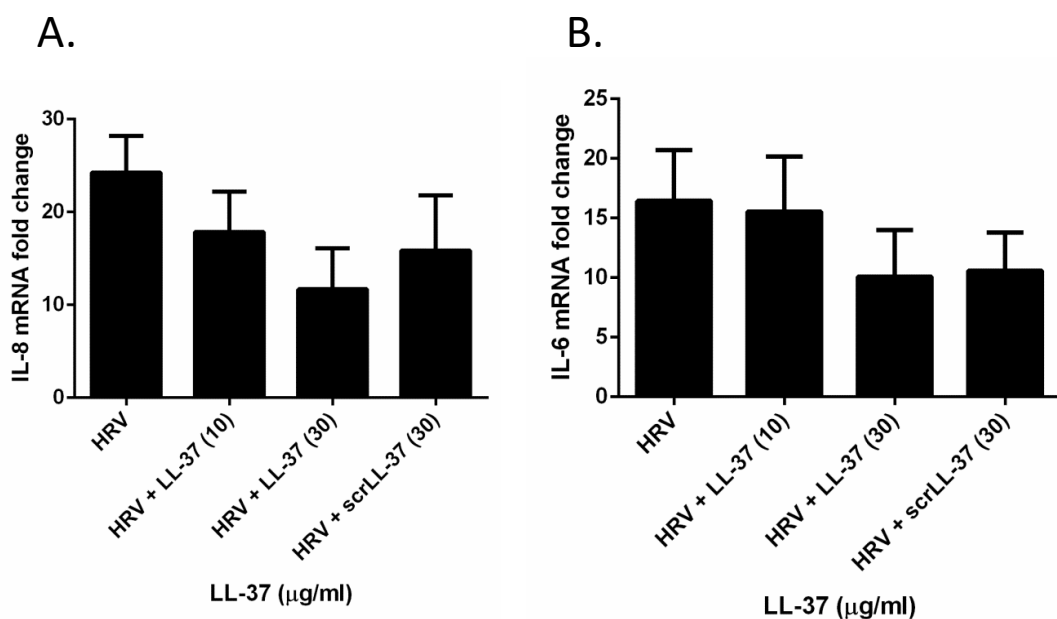 A.
IL-8 mRNA fold change
30
20
10
0
HRV
HRV + LL-37 (10)
HRV + LL-37 (30)
HRV + scrLL-37 (30)
LL-37 (μg/ml)
B.
IL-6 mRNA fold change
25
20
15
10
5
0
HRV
HRV + LL-37 (10)
HRV + LL-37 (30)
HRV + scrLL-37 (30)
LL-37 (μg/ml)